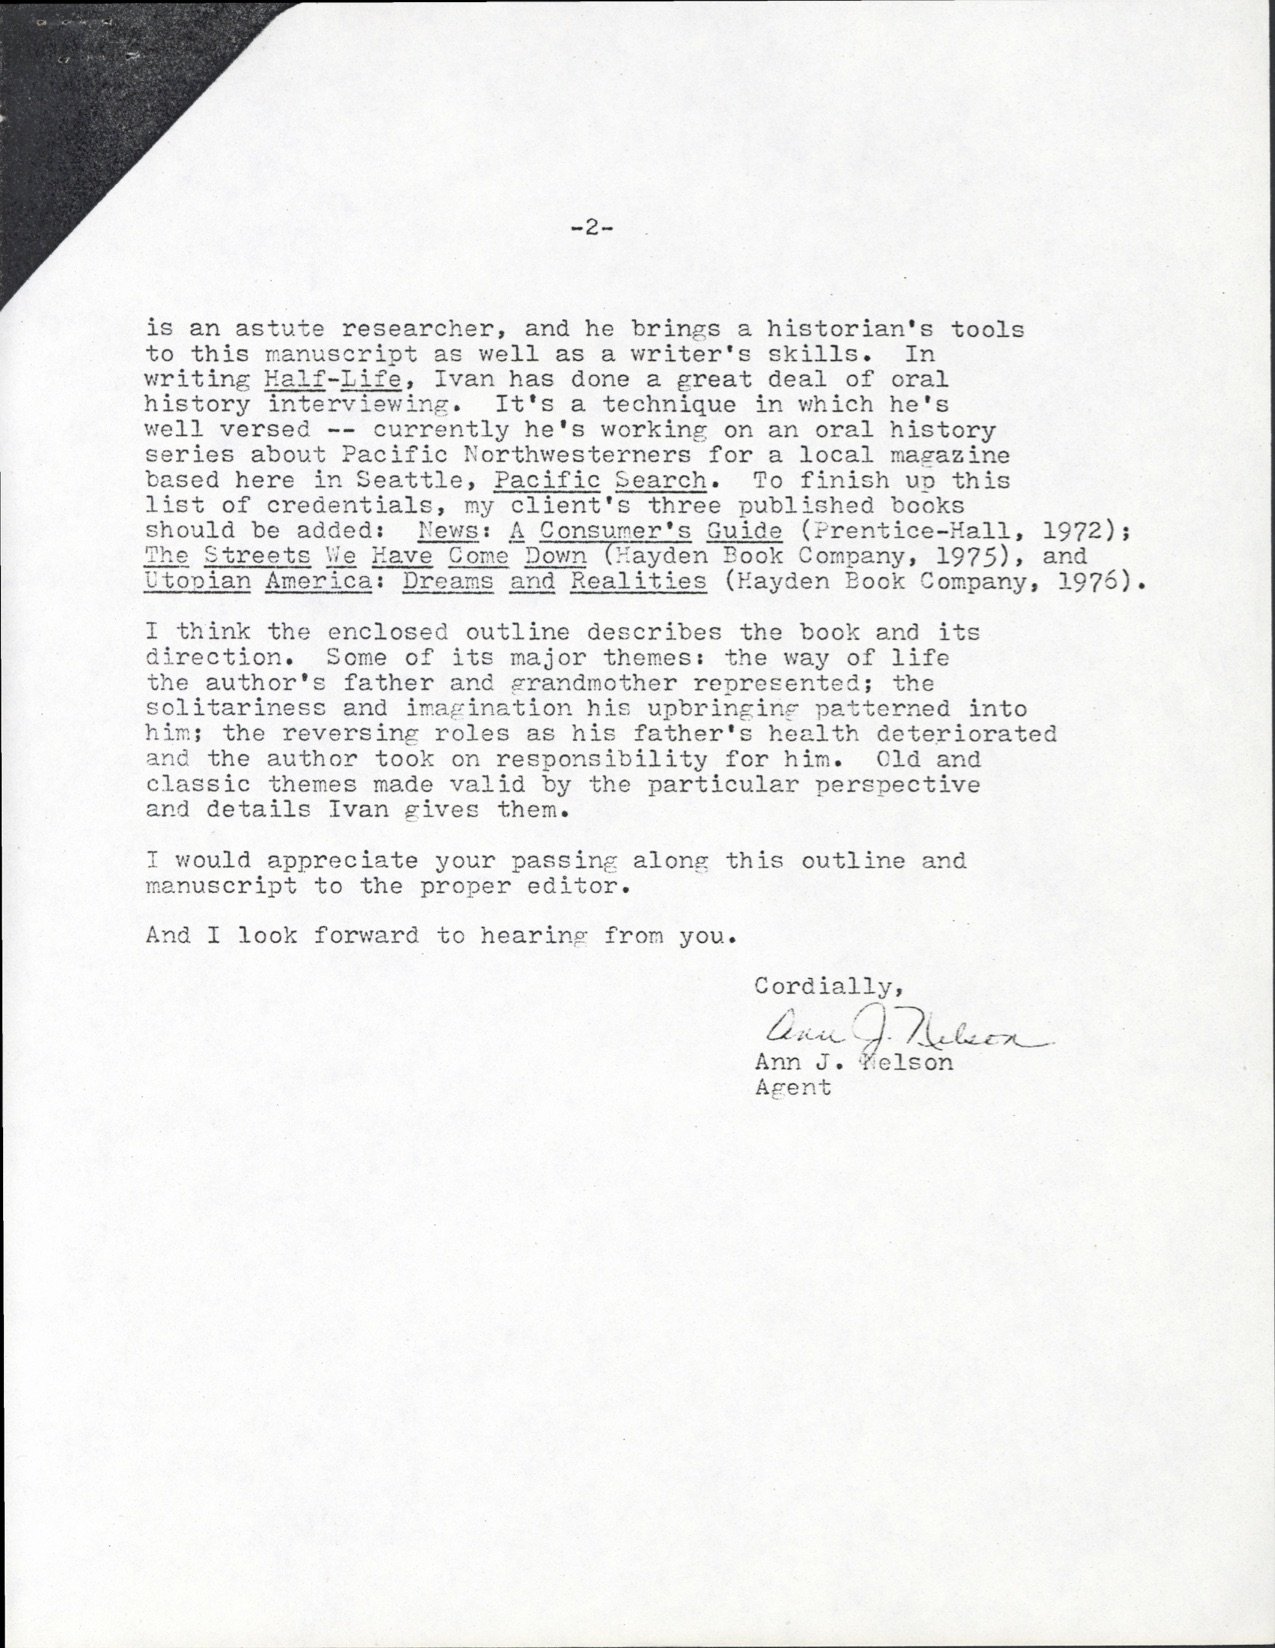 -2-
is an astute researcher, and he brings a historian's tools
to this manuscript as well as a writer's skills. In
writing Half-Life, Ivan has done a great deal of oral
history interviewing. It's a technique in which he's
well versed -- currently he's working on an oral history
series about Pacific Northwesterners for a local magazine
based here in Seattle, Pacific Search. To finish up this
list of credentials, my client's three published books
should be added: News: A Consumer's Guide (Prentice-Hall, 1972);
The Streets We Have Come Down (Hayden Book Company, 1975), and
Utopian America: Dreams and Realities (Hayden Book Company, 1976).
I think the enclosed outline describes the book and its
direction. Some of its major themes: the way of life
the author's father and grandmother represented; the
solitariness and imagination his upbringing patterned into
him; the reversing roles as his father's health deteriorated
and the author took on responsibility for him. Old and
classic themes made valid by the particular perspective
and details Ivan gives them.
I would appreciate your passing along this outline and
manuscript to the proper editor.
And I look forward to hearing from you.
Cordially,
Ann J. Nelson
Ann J. Nelson
Agent